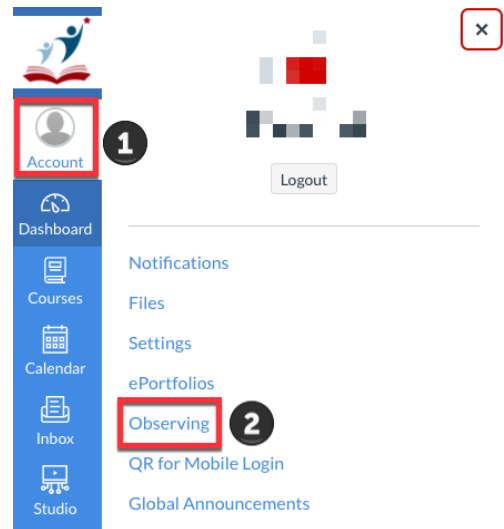 ×
Account
1
Logout
Dashboard
Notifications
Courses
Files
Settings
Calendar
ePortfolios
Observing
2
Inbox
QR for Mobile Login
Studio
Global Announcements